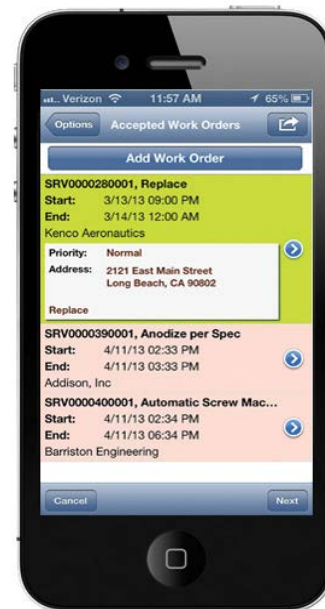 Verizon 11:57 AM 65%
Options Accepted Work Orders
Add Work Order
SRV0000280001, Replace
Start: 3/13/13 09:00 PM
End: 3/14/13 12:00 AM
Kenco Aeronautics
Priority: Normal
Address: 2121 East Main Street
Long Beach, CA 90802
Replace
SRV0000390001, Anodize per Spec
Start: 4/11/13 02:33 PM
End: 4/11/13 03:33 PM
Addison, Inc
SRV0000400001, Automatic Screw Mac...
Start: 4/11/13 02:34 PM
End: 4/11/13 06:34 PM
Barriston Engineering
Cancel Next